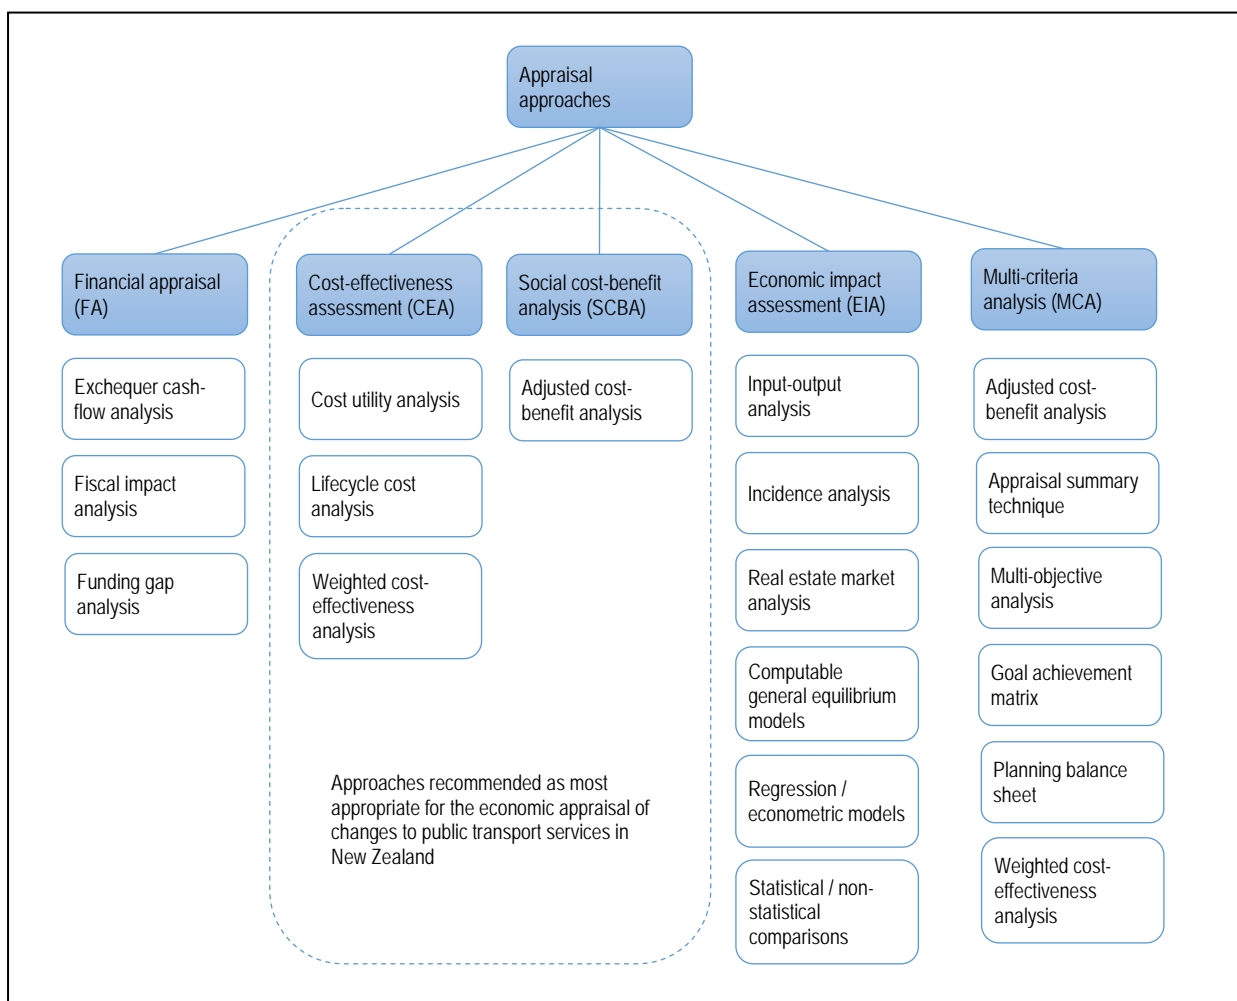 Appraisal
approaches
Financial appraisal
(FA)
Exchequer cash-
flow analysis
Fiscal impact
analysis
Funding gap
analysis
Cost-effectiveness
assessment (CEA)
Cost utility analysis
Lifecycle cost
analysis
Weighted cost-
effectiveness
analysis
Social cost-benefit
analysis (SCBA)
Adjusted cost-
benefit analysis
Approaches recommended as most
appropriate for the economic appraisal of
changes to public transport services in
New Zealand
Economic impact
assessment (EIA)
Input-output
analysis
Incidence analysis
Real estate market
analysis
Computable
general equilibrium
models
Regression /
econometric models
Statistical / non-
statistical
comparisons
Multi-criteria
analysis (MCA)
Adjusted cost-
benefit analysis
Appraisal summary
technique
Multi-objective
analysis
Goal achievement
matrix
Planning balance
sheet
Weighted cost-
effectiveness
analysis